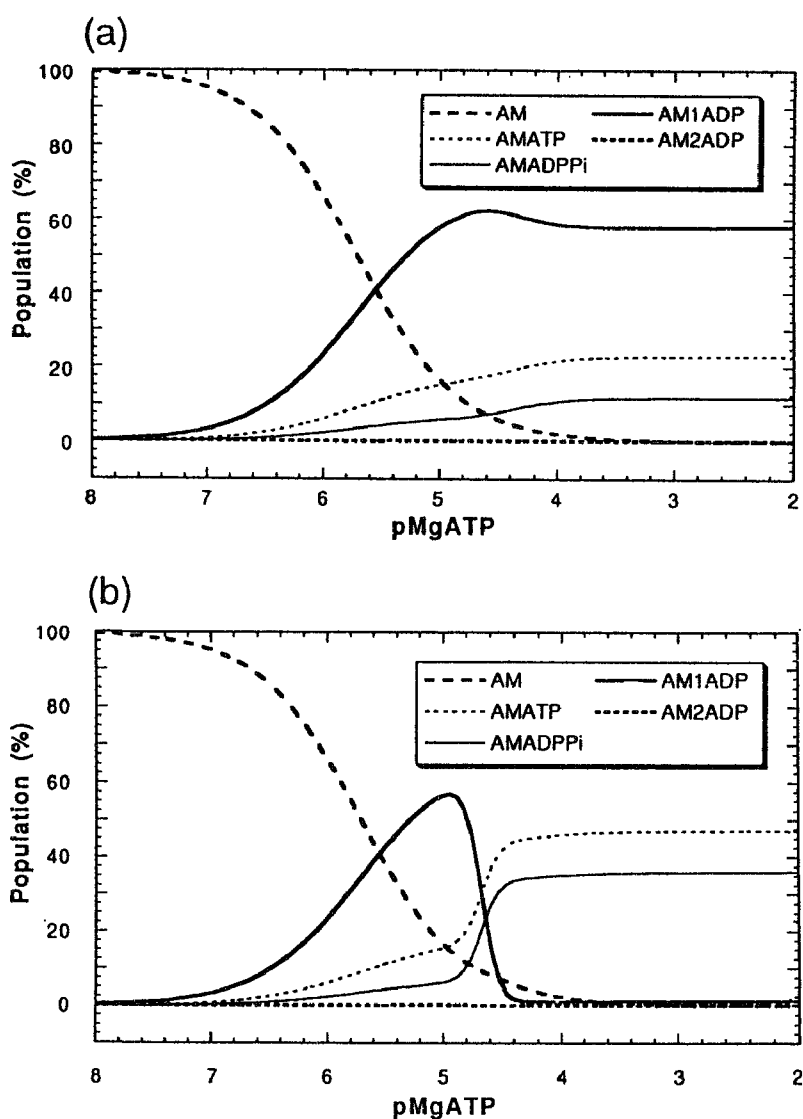 (a)
100
80
60
40
20
0
Population (%)
AM AM1ADP
AMATP AM2ADP
AMADPPi
8 7 6 5 4 3 2
pMgATP
(b)
100
80
60
40
20
0
Population (%)
AM AM1ADP
AMATP AM2ADP
AMADPPi
8 7 6 5 4 3 2
pMgATP